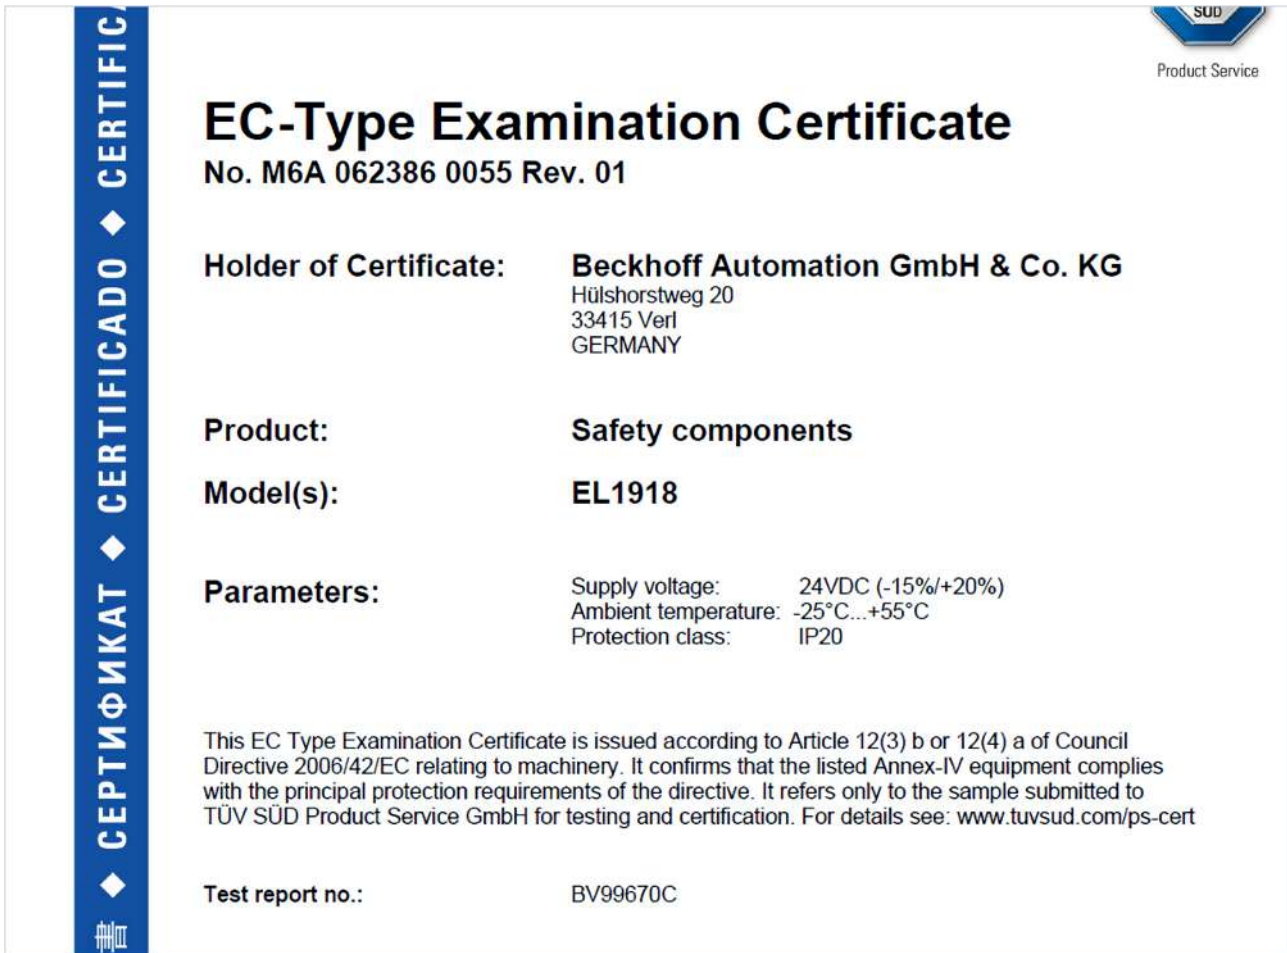 SÜD
Product Service
EC-Type Examination Certificate
No. M6A 062386 0055 Rev. 01
Holder of Certificate: Beckhoff Automation GmbH & Co. KG
Hülshorstweg 20
33415 Verl
GERMANY
Product: Safety components
Model(s): EL1918
Parameters: Supply voltage: 24VDC (-15%/+20%)
Ambient temperature: -25°C...+55°C
Protection class: IP20
This EC Type Examination Certificate is issued according to Article 12(3) b or 12(4) a of Council
Directive 2006/42/EC relating to machinery. It confirms that the listed Annex-IV equipment complies
with the principal protection requirements of the directive. It refers only to the sample submitted to
TÜV SÜD Product Service GmbH for testing and certification. For details see: www.tuvsud.com/ps-cert
Test report no.: BV99670C
書 ◆ СЕРТИФИКАТ ◆ CERTIFICADO ◆ CERTIFIC